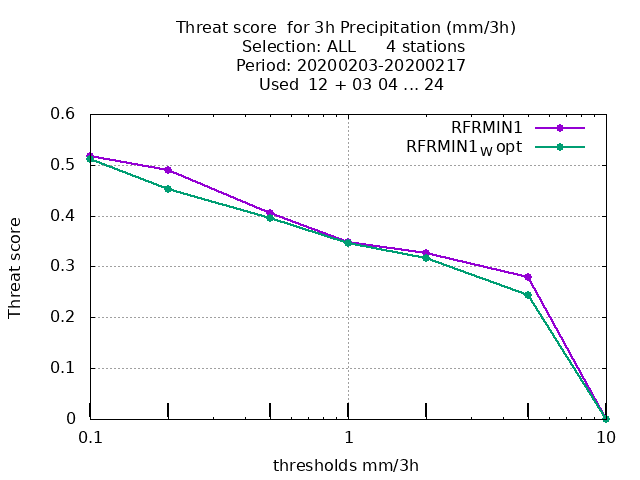 Threat score  for 3h Precipitation (mm/3h)
Selection: ALL      4 stations
Period: 20200203-20200217
Used  12 + 03 04 ... 24
0.6
RFRMIN1
RFRMIN1W opt
0.5
0.4
0.3
0.2
0.1
0
Threat score
0.1 1 10
thresholds mm/3h